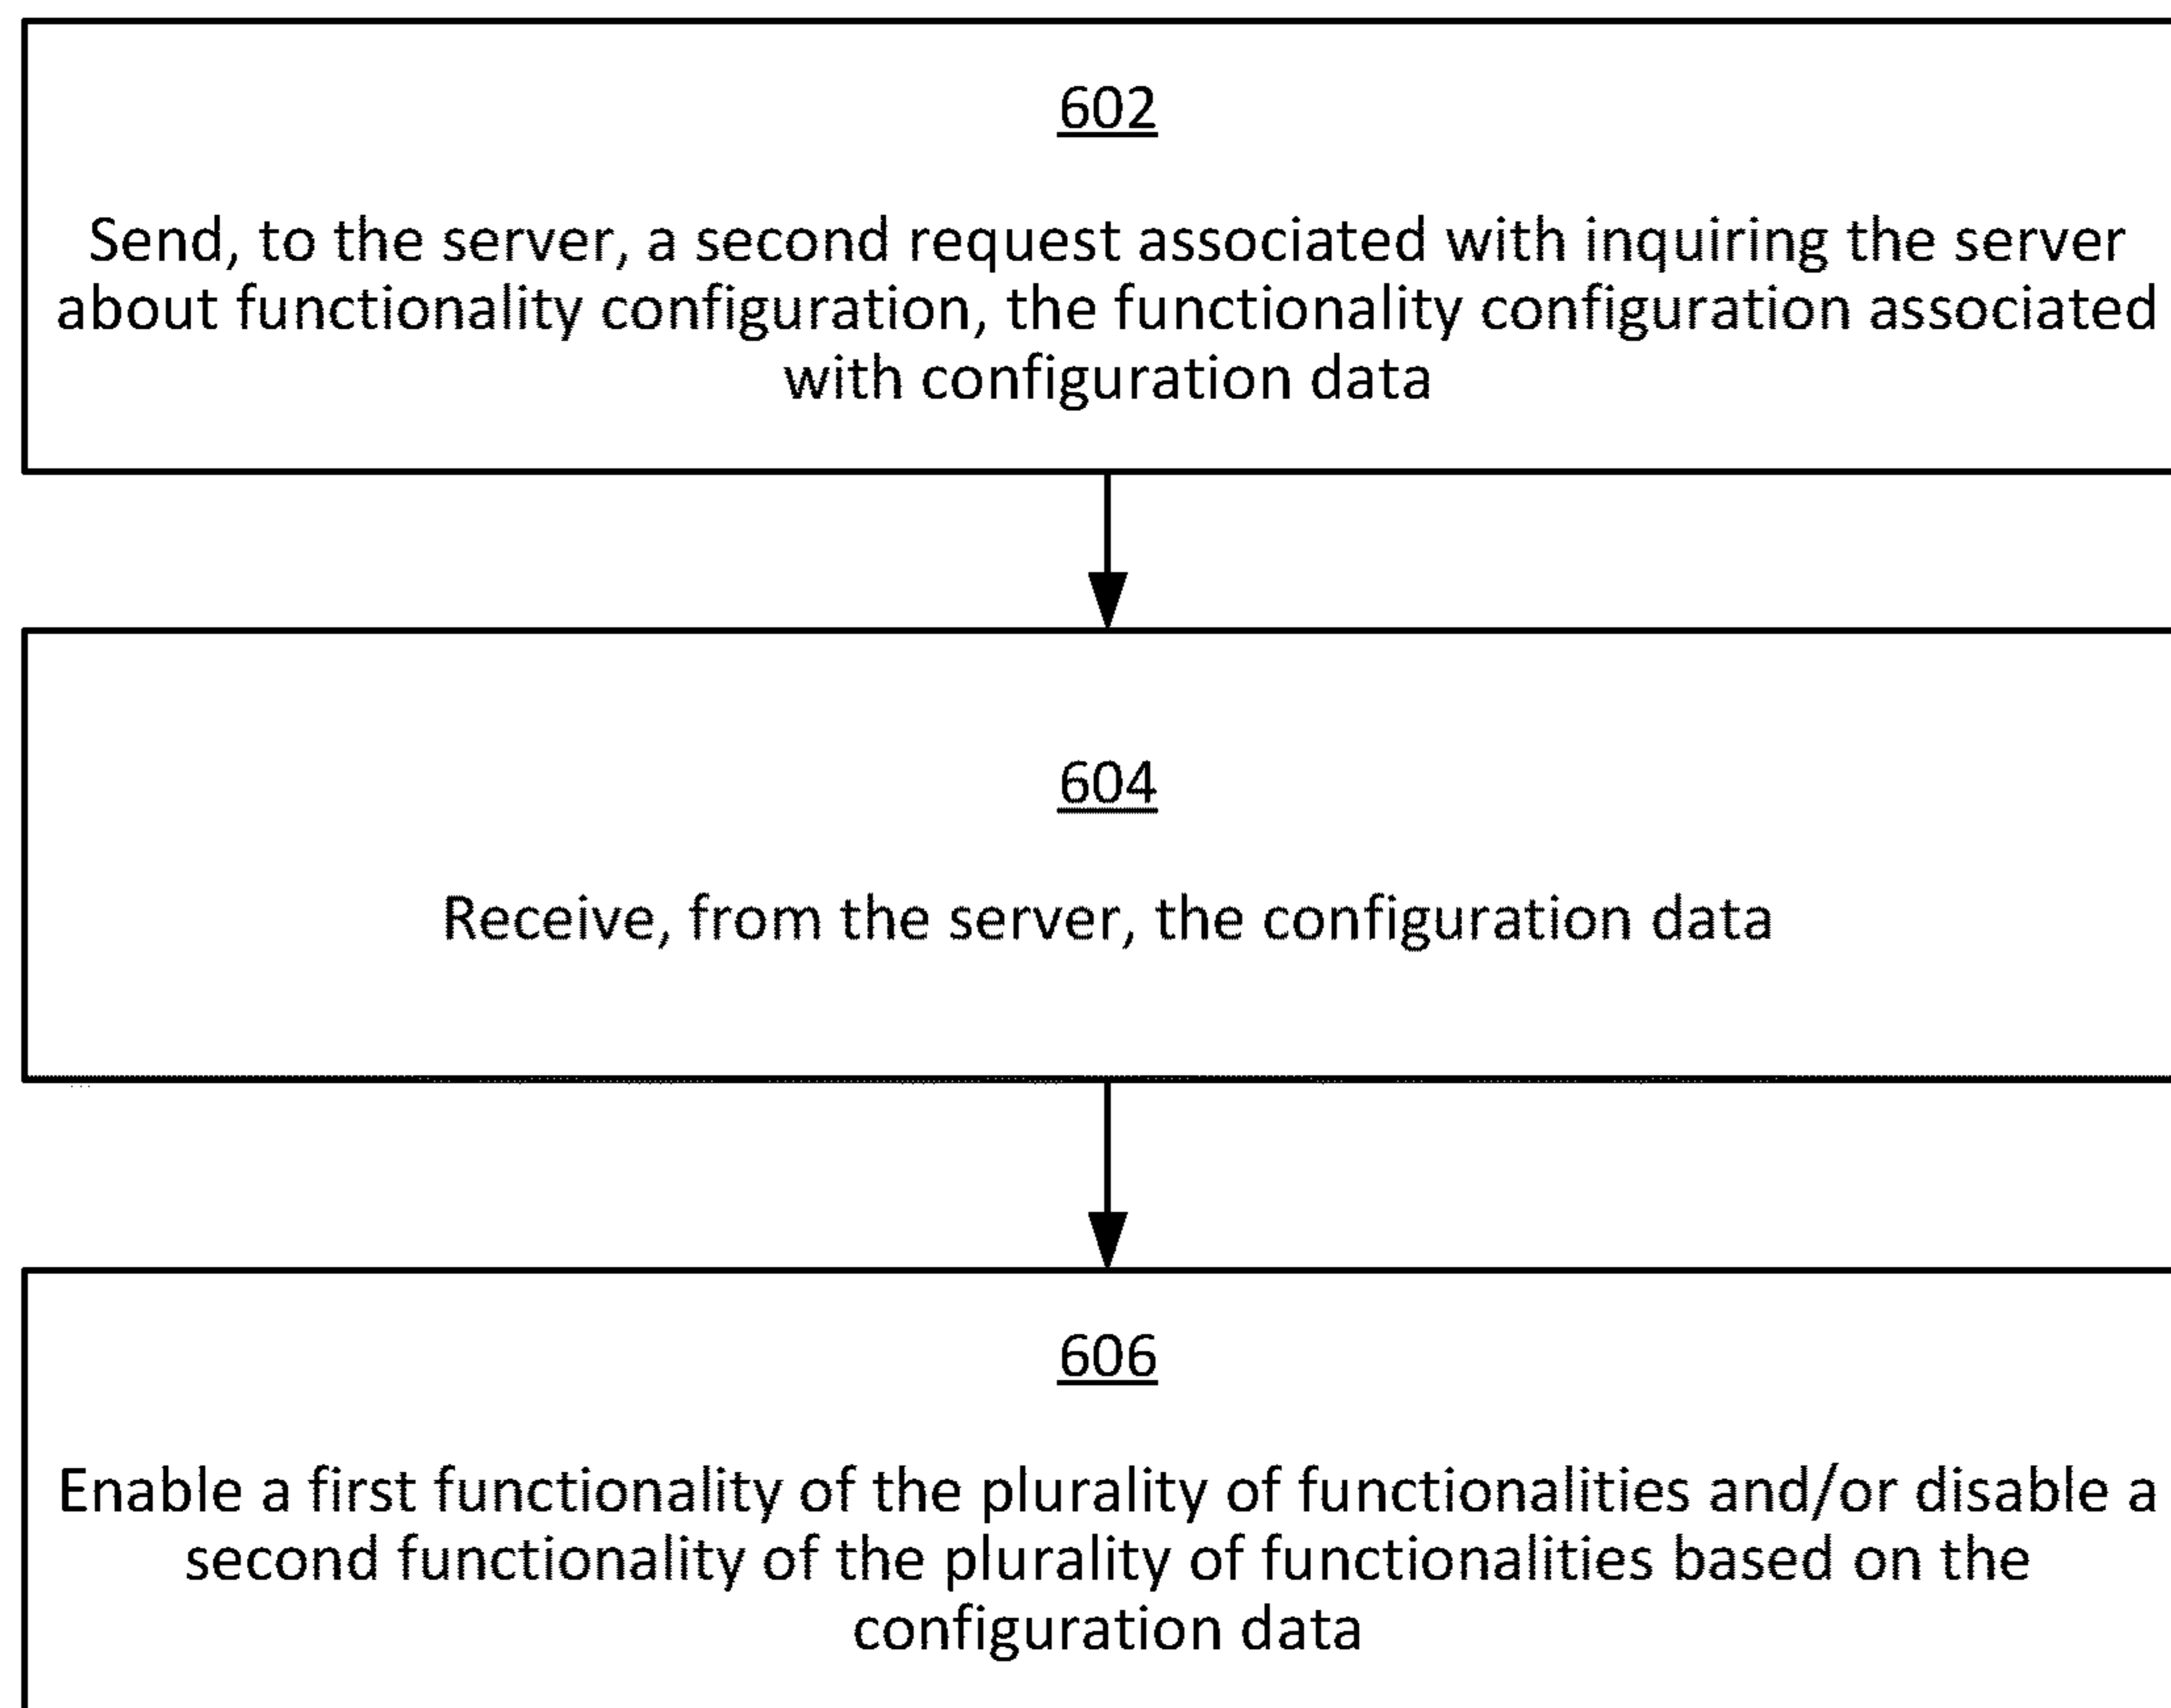 602
Send, to the server, a second request associated with inquiring the server
about functionality configuration, the functionality configuration associated
with configuration data
604
Receive, from the server, the configuration data
606
Enable a first functionality of the plurality of functionalities and/or disable a
second functionality of the plurality of functionalities based on the
configuration data